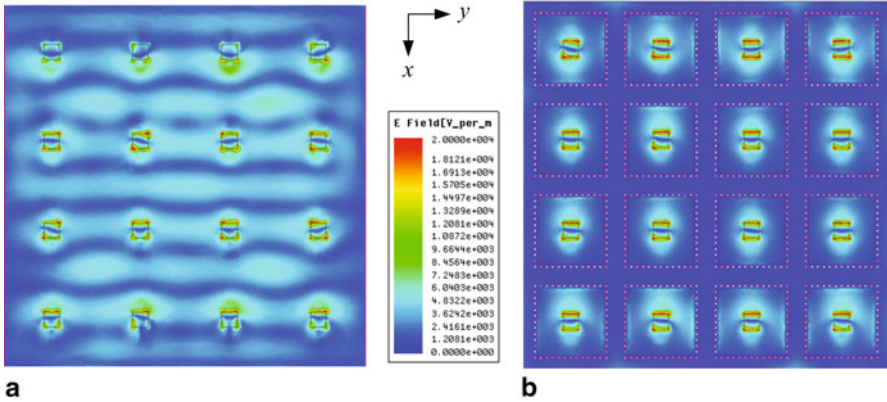 y
x
E Field[V_per_m
2.0000e+004
1.8121e+004
1.6913e+004
1.5705e+004
1.4497e+004
1.3289e+004
1.2081e+004
1.0872e+004
9.6644e+003
8.4564e+003
7.2483e+003
6.0403e+003
4.8322e+003
3.6242e+003
2.4161e+003
1.2081e+003
0.0000e+000
a
b